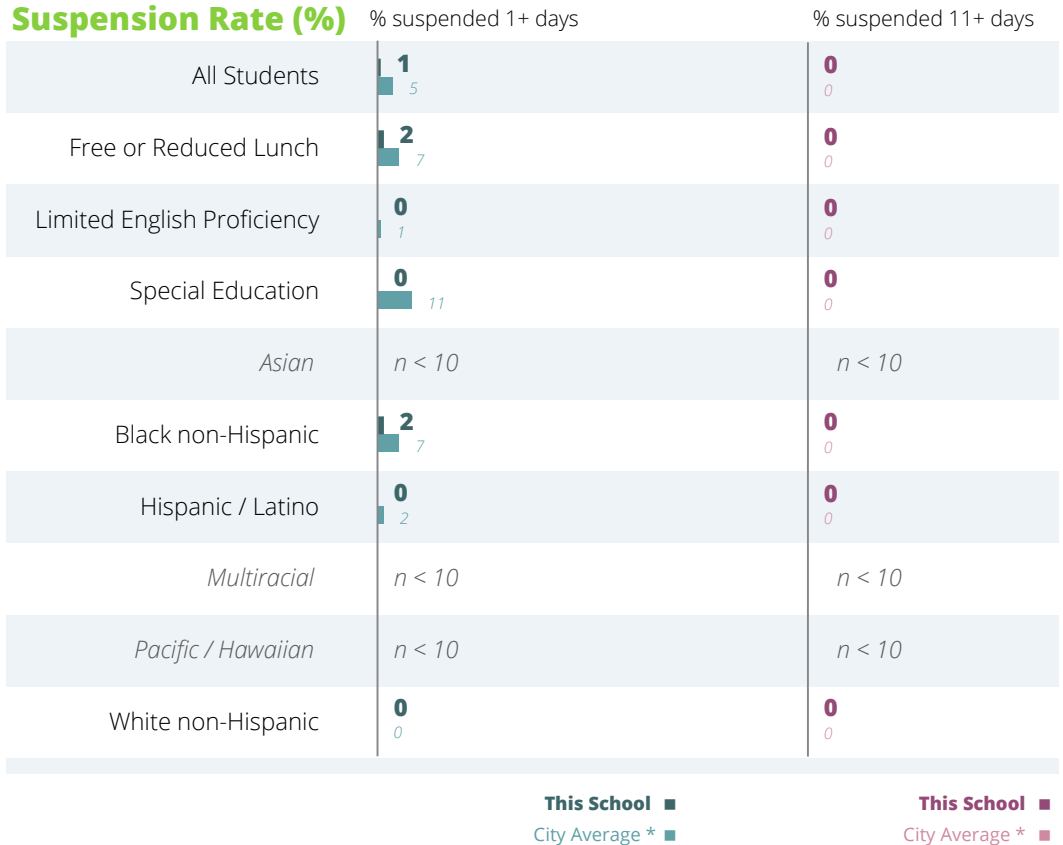 Suspension Rate (%) % suspended 1+ days % suspended 11+ days
All Students 1 0
5 0
Free or Reduced Lunch 2 0
7 0
Limited English Proficiency 0 0
1 0
Special Education 0 0
11 0
Asian n < 10 n < 10
Black non-Hispanic 2 0
7 0
Hispanic / Latino 0 0
2 0
Multiracial n < 10 n < 10
Pacific / Hawaiian n < 10 n < 10
White non-Hispanic 0 0
0 0
This School This School
City Average * City Average *